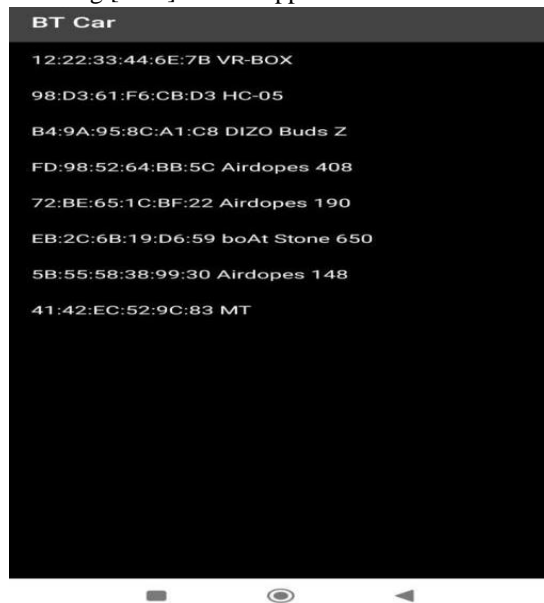 BT Car
12:22:33:44:6E:7B VR-BOX
98:D3:61:F6:CB:D3 HC-05
B4:9A:95:8C:A1:C8 DIZO Buds Z
FD:98:52:64:BB:5C Airdopes 408
72:BE:65:1C:BF:22 Airdopes 190
EB:2C:6B:19:D6:59 boAt Stone 650
5B:55:58:38:99:30 Airdopes 148
41:42:EC:52:9C:83 MT